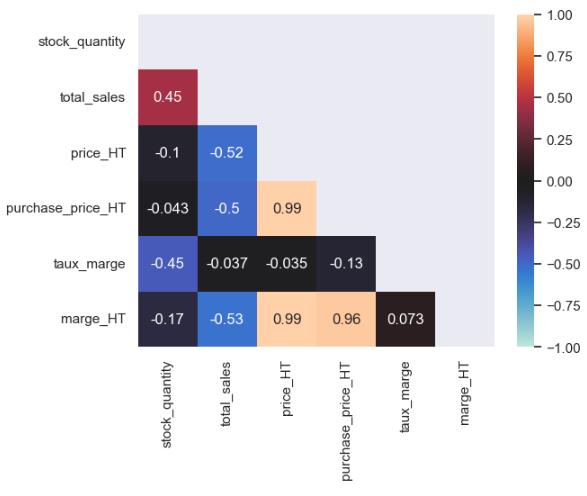 stock_quantity
total_sales 0.45
price_HT -0.1 -0.52
purchase_price_HT -0.043 -0.5 0.99
taux_marge -0.45 -0.037 -0.035 -0.13
marge_HT -0.17 -0.53 0.99 0.96 0.073
stock_quantity total_sales price_HT purchase_price_HT taux_marge marge_HT
1.00
0.75
0.50
0.25
0.00
−0.25
−0.50
−0.75
−1.00